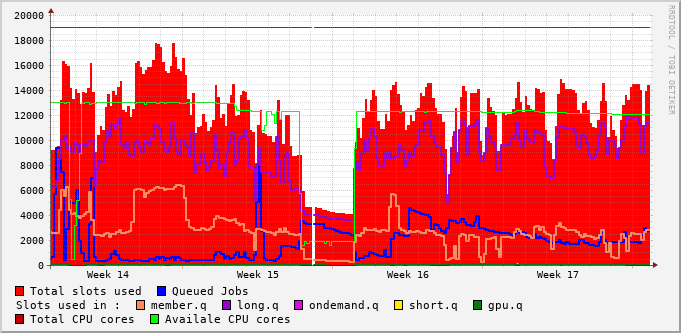 20000
18000
16000
14000
12000
10000
8000
6000
4000
2000
0
Week 14 Week 15 Week 16 Week 17
Total slots used Queued Jobs
Slots used in : member.q long.q ondemand.q short.q gpu.q
Total CPU cores Availale CPU cores
RRDTOOL / TOBI OETIKER